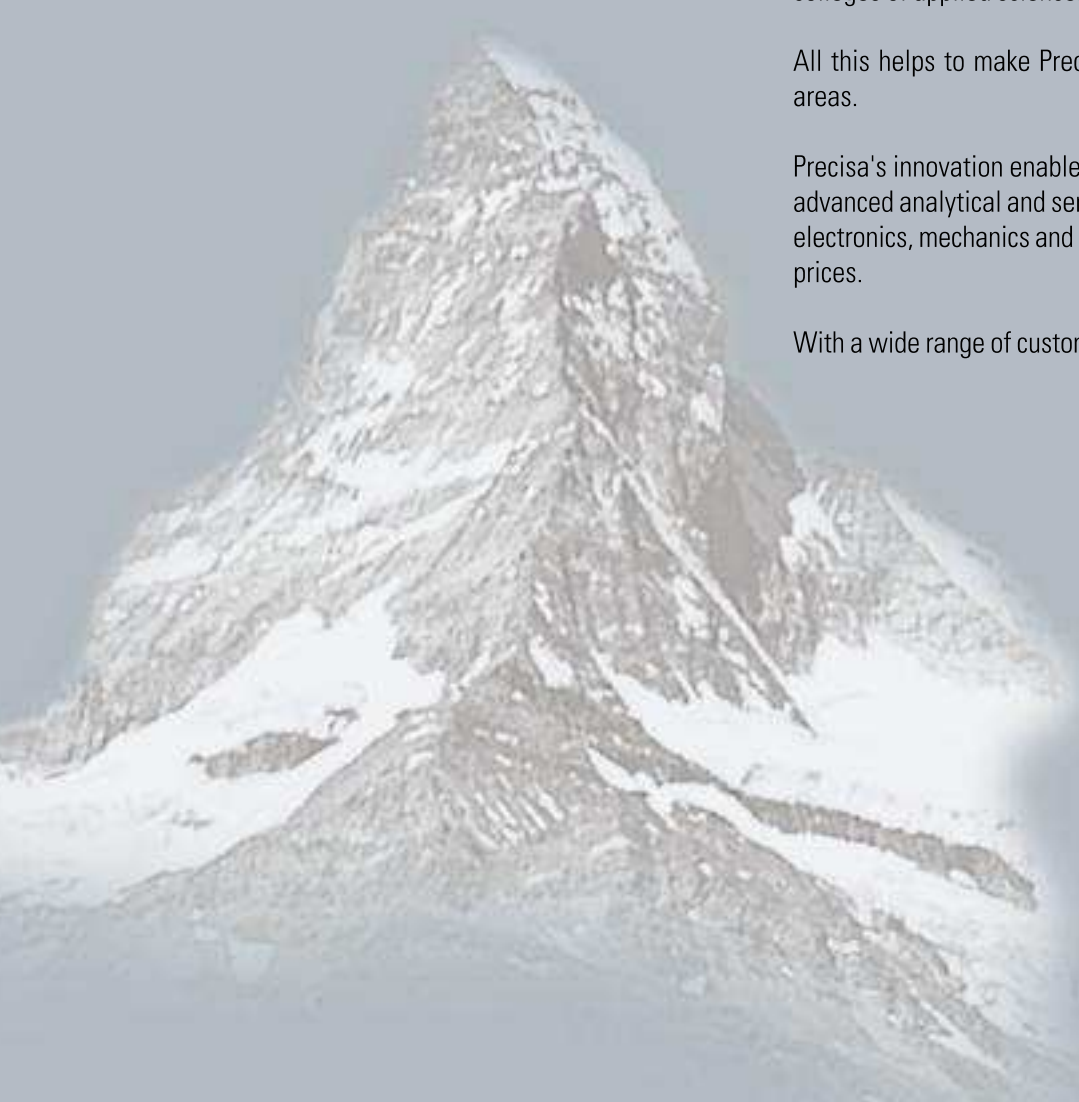 All this helps to make Prec
areas.
Precisa's innovation enable
advanced analytical and ser
electronics, mechanics and
prices.
With a wide range of custom